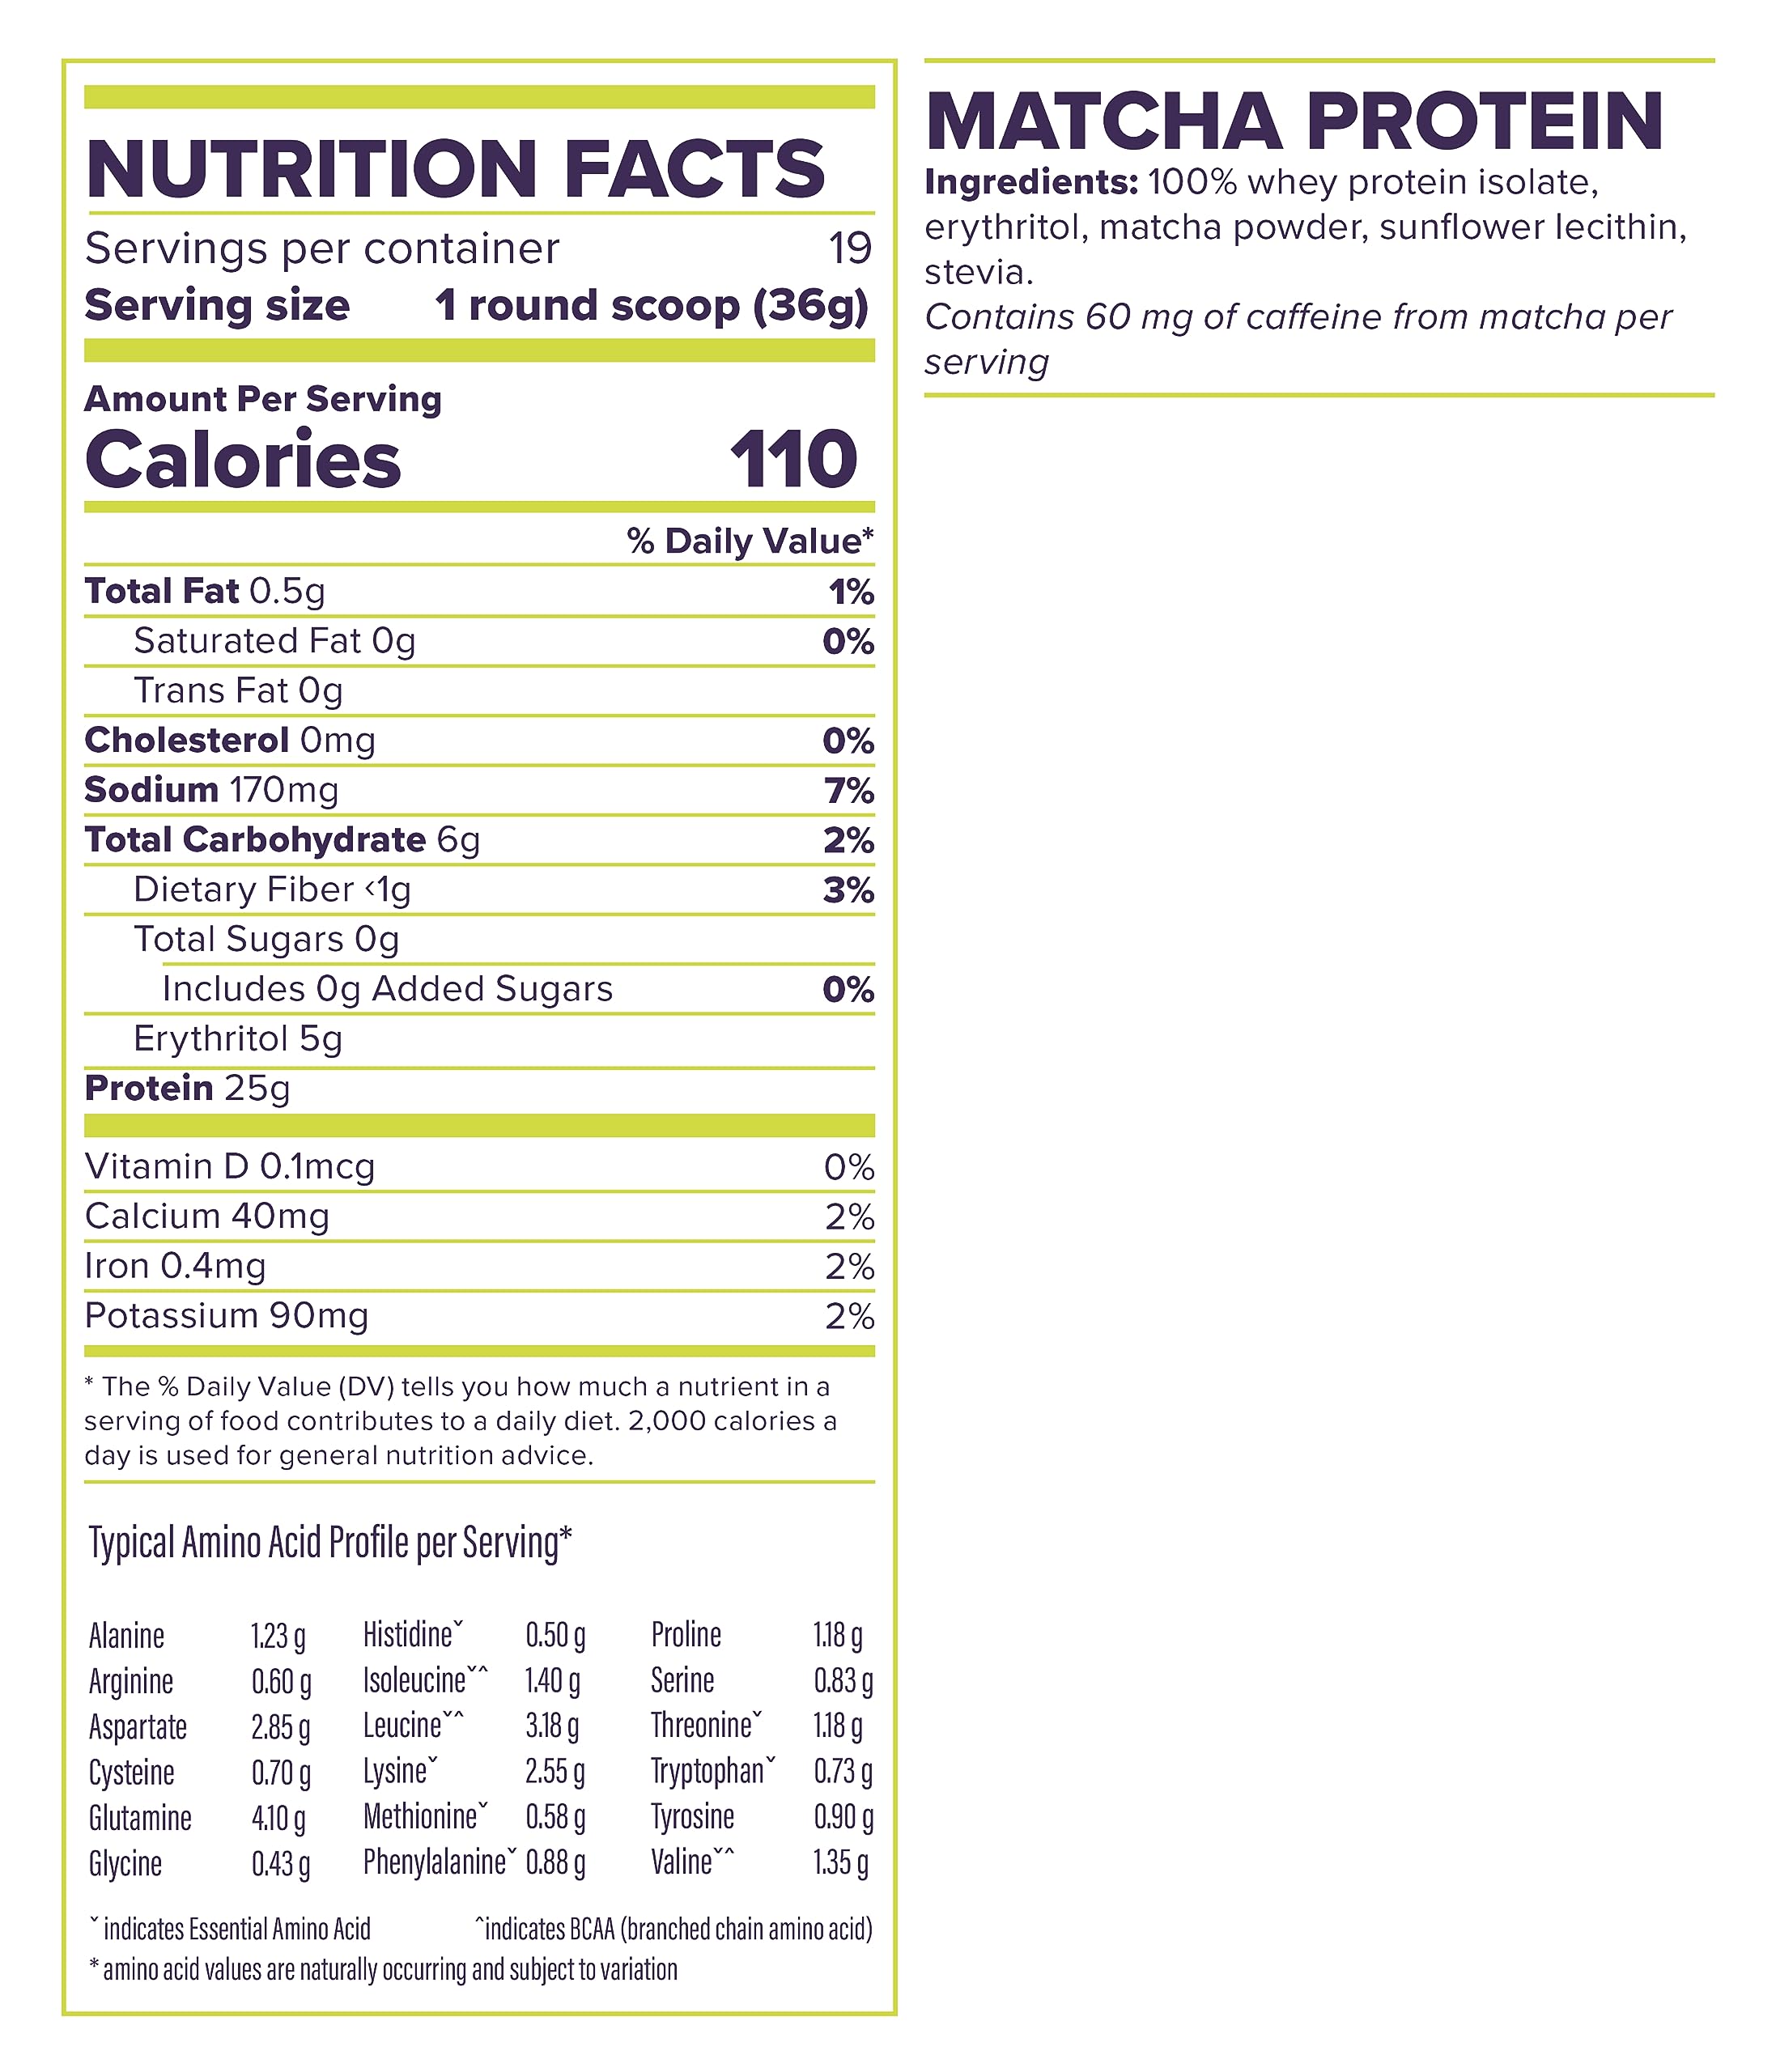 NUTRITION FACTS
Servings per container 19
Serving size 1 round scoop (36g)
Amount Per Serving
Calories 110
% Daily Value*
Total Fat 0.5g 1%
Saturated Fat 0g 0%
Trans Fat 0g
Cholesterol 0mg 0%
Sodium 170mg 7%
Total Carbohydrate 6g 2%
Dietary Fiber <1g 3%
Total Sugars 0g
Includes 0g Added Sugars 0%
Erythritol 5g
Protein 25g
Vitamin D 0.1mcg 0%
Calcium 40mg 2%
Iron 0.4mg 2%
Potassium 90mg 2%
* The % Daily Value (DV) tells you how much a nutrient in a
serving of food contributes to a daily diet. 2,000 calories a
day is used for general nutrition advice.
Typical Amino Acid Profile per Serving*
Alanine 1.23 g Histidineˇ 0.50 g Proline 1.18 g
Arginine 0.60 g Isoleucineˇ^ 1.40 g Serine 0.83 g
Aspartate 2.85 g Leucineˇ^ 3.18 g Threonineˇ 1.18 g
Cysteine 0.70 g Lysineˇ 2.55 g Tryptophanˇ 0.73 g
Glutamine 4.10 g Methionineˇ 0.58 g Tyrosine 0.90 g
Glycine 0.43 g Phenylalanineˇ 0.88 g Valineˇ^ 1.35 g
ˇ indicates Essential Amino Acid ^indicates BCAA (branched chain amino acid)
* amino acid values are naturally occurring and subject to variation
MATCHA PROTEIN
Ingredients: 100% whey protein isolate,
erythritol, matcha powder, sunflower lecithin,
stevia.
Contains 60 mg of caffeine from matcha per
serving